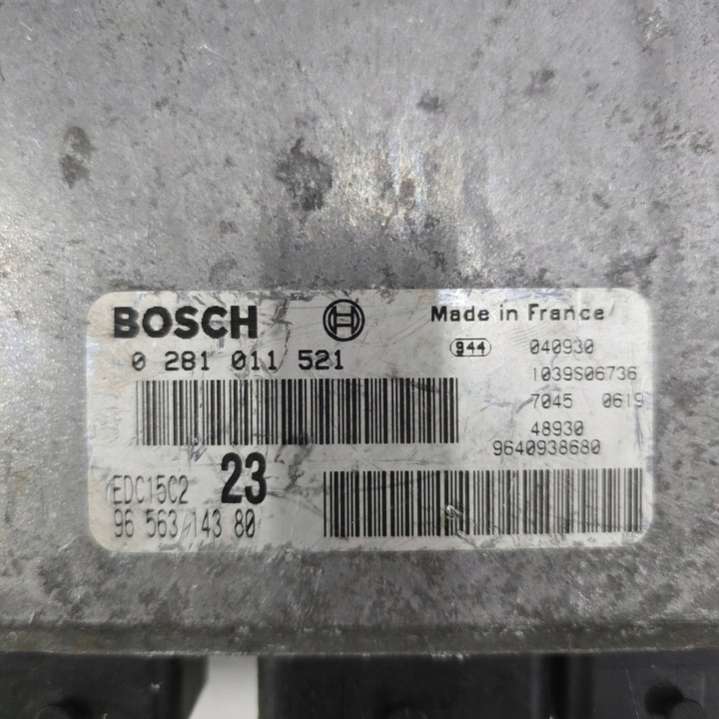 BOSCH
Made in France
0 281 011 521
944 040930
1039S06736
7045 0619
48930
9640938680
EDC15C2 23
96 563 143 80